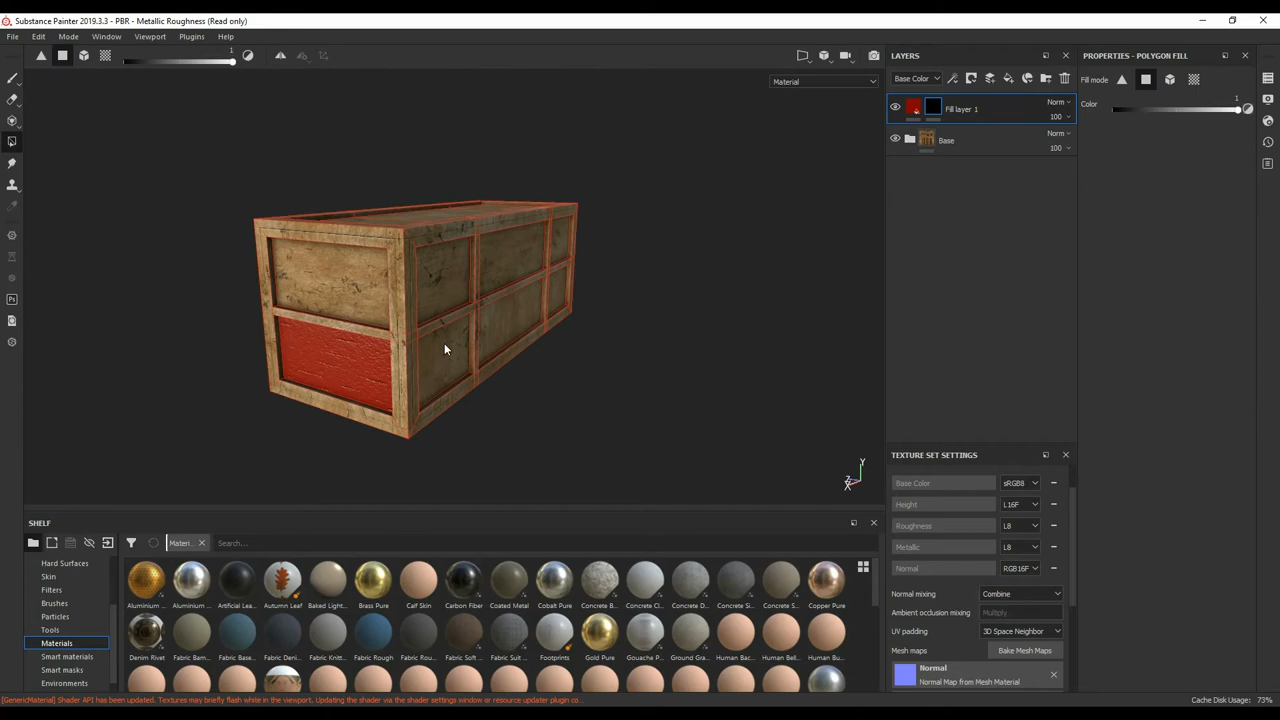 Substance Painter 2019.3.3 - PBR - Metallic Roughness (Read only)
File Edit Mode Window Viewport Plugins Help
1
Material
LAYERS
Base Color
Norm
Fill layer 1
100
Norm
Base
100
PROPERTIES - POLYGON FILL
Fill mode
1
Color
Y
Z
X
TEXTURE SET SETTINGS
Base Color sRGB8
Height L16F
Roughness L8
Metallic L8
Normal RGB16F
Normal mixing Combine
Ambient occlusion mixing Multiply
UV padding 3D Space Neighbor
Mesh maps Bake Mesh Maps
Normal
Normal Map from Mesh Material
SHELF
Materi... Search...
Hard Surfaces
Skin
Filters
Brushes
Particles
Tools
Materials
Smart materials
Smart masks
Environments
Aluminium ... Aluminium ... Artificial Lea... Autumn Leaf Baked Light... Brass Pure Calf Skin Carbon Fiber Coated Metal Cobalt Pure Concrete B... Concrete Cl... Concrete D... Concrete Si... Concrete S... Copper Pure
Denim Rivet Fabric Bam... Fabric Base... Fabric Deni... Fabric Knitt... Fabric Rough Fabric Rou... Fabric Soft ... Fabric Suit ... Footprints Gold Pure Gouache P... Ground Gra... Human Bac... Human Bell... Human Bu...
[GenericMaterial] Shader API has been updated. Textures may briefly flash while in the viewport. Updating the shader via the shader settings window or resource updater plugin co...
Cache Disk Usage: 73%